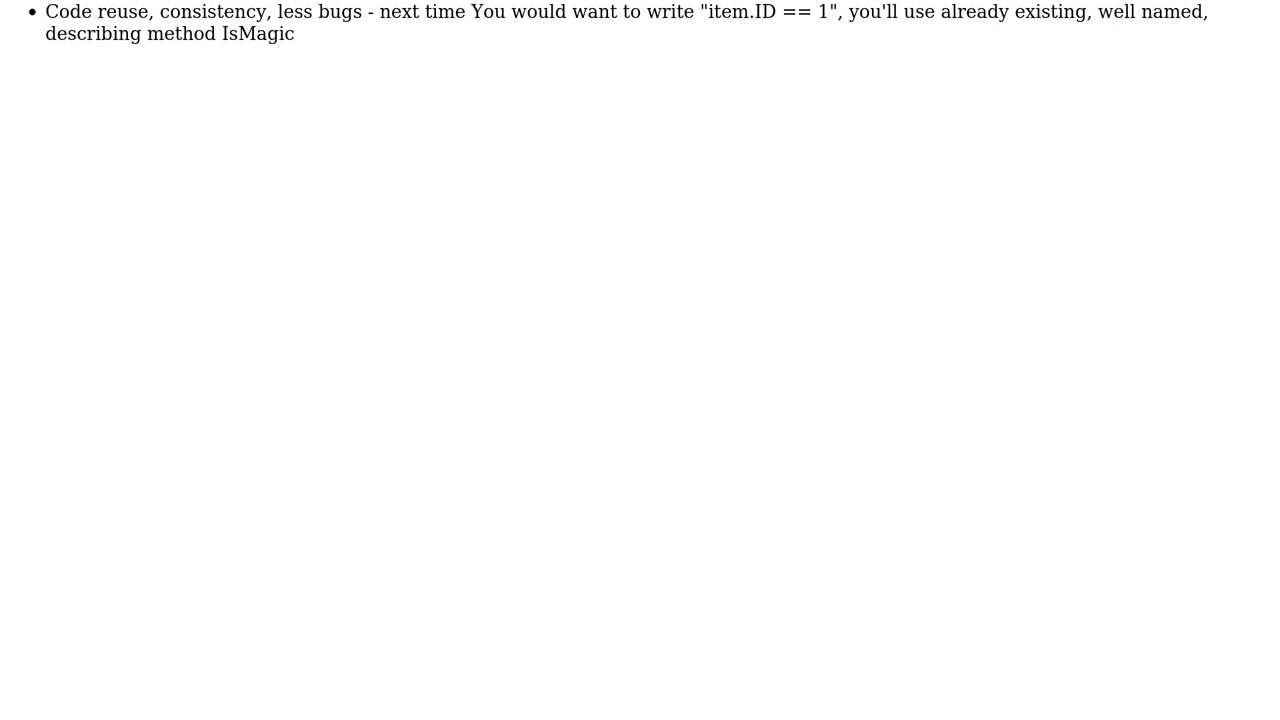 • Code reuse, consistency, less bugs - next time You would want to write "item.ID == 1", you'll use already existing, well named,
describing method IsMagic